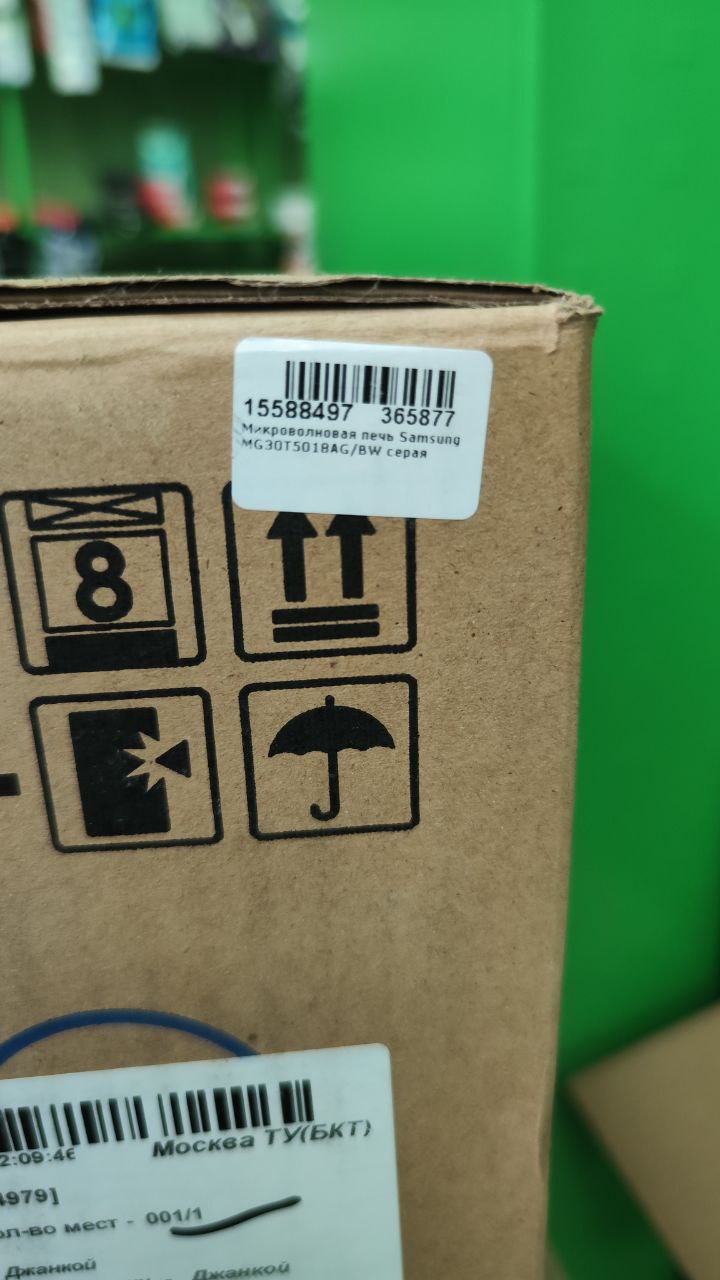 15588497 365877
Микроволновая печь Samsung
MG30T5018AG/BW серая
8
2:09:46
Москва ТУ(БКТ)
4979]
ол-во мест - 001/1
Джанкой
- Джанкой